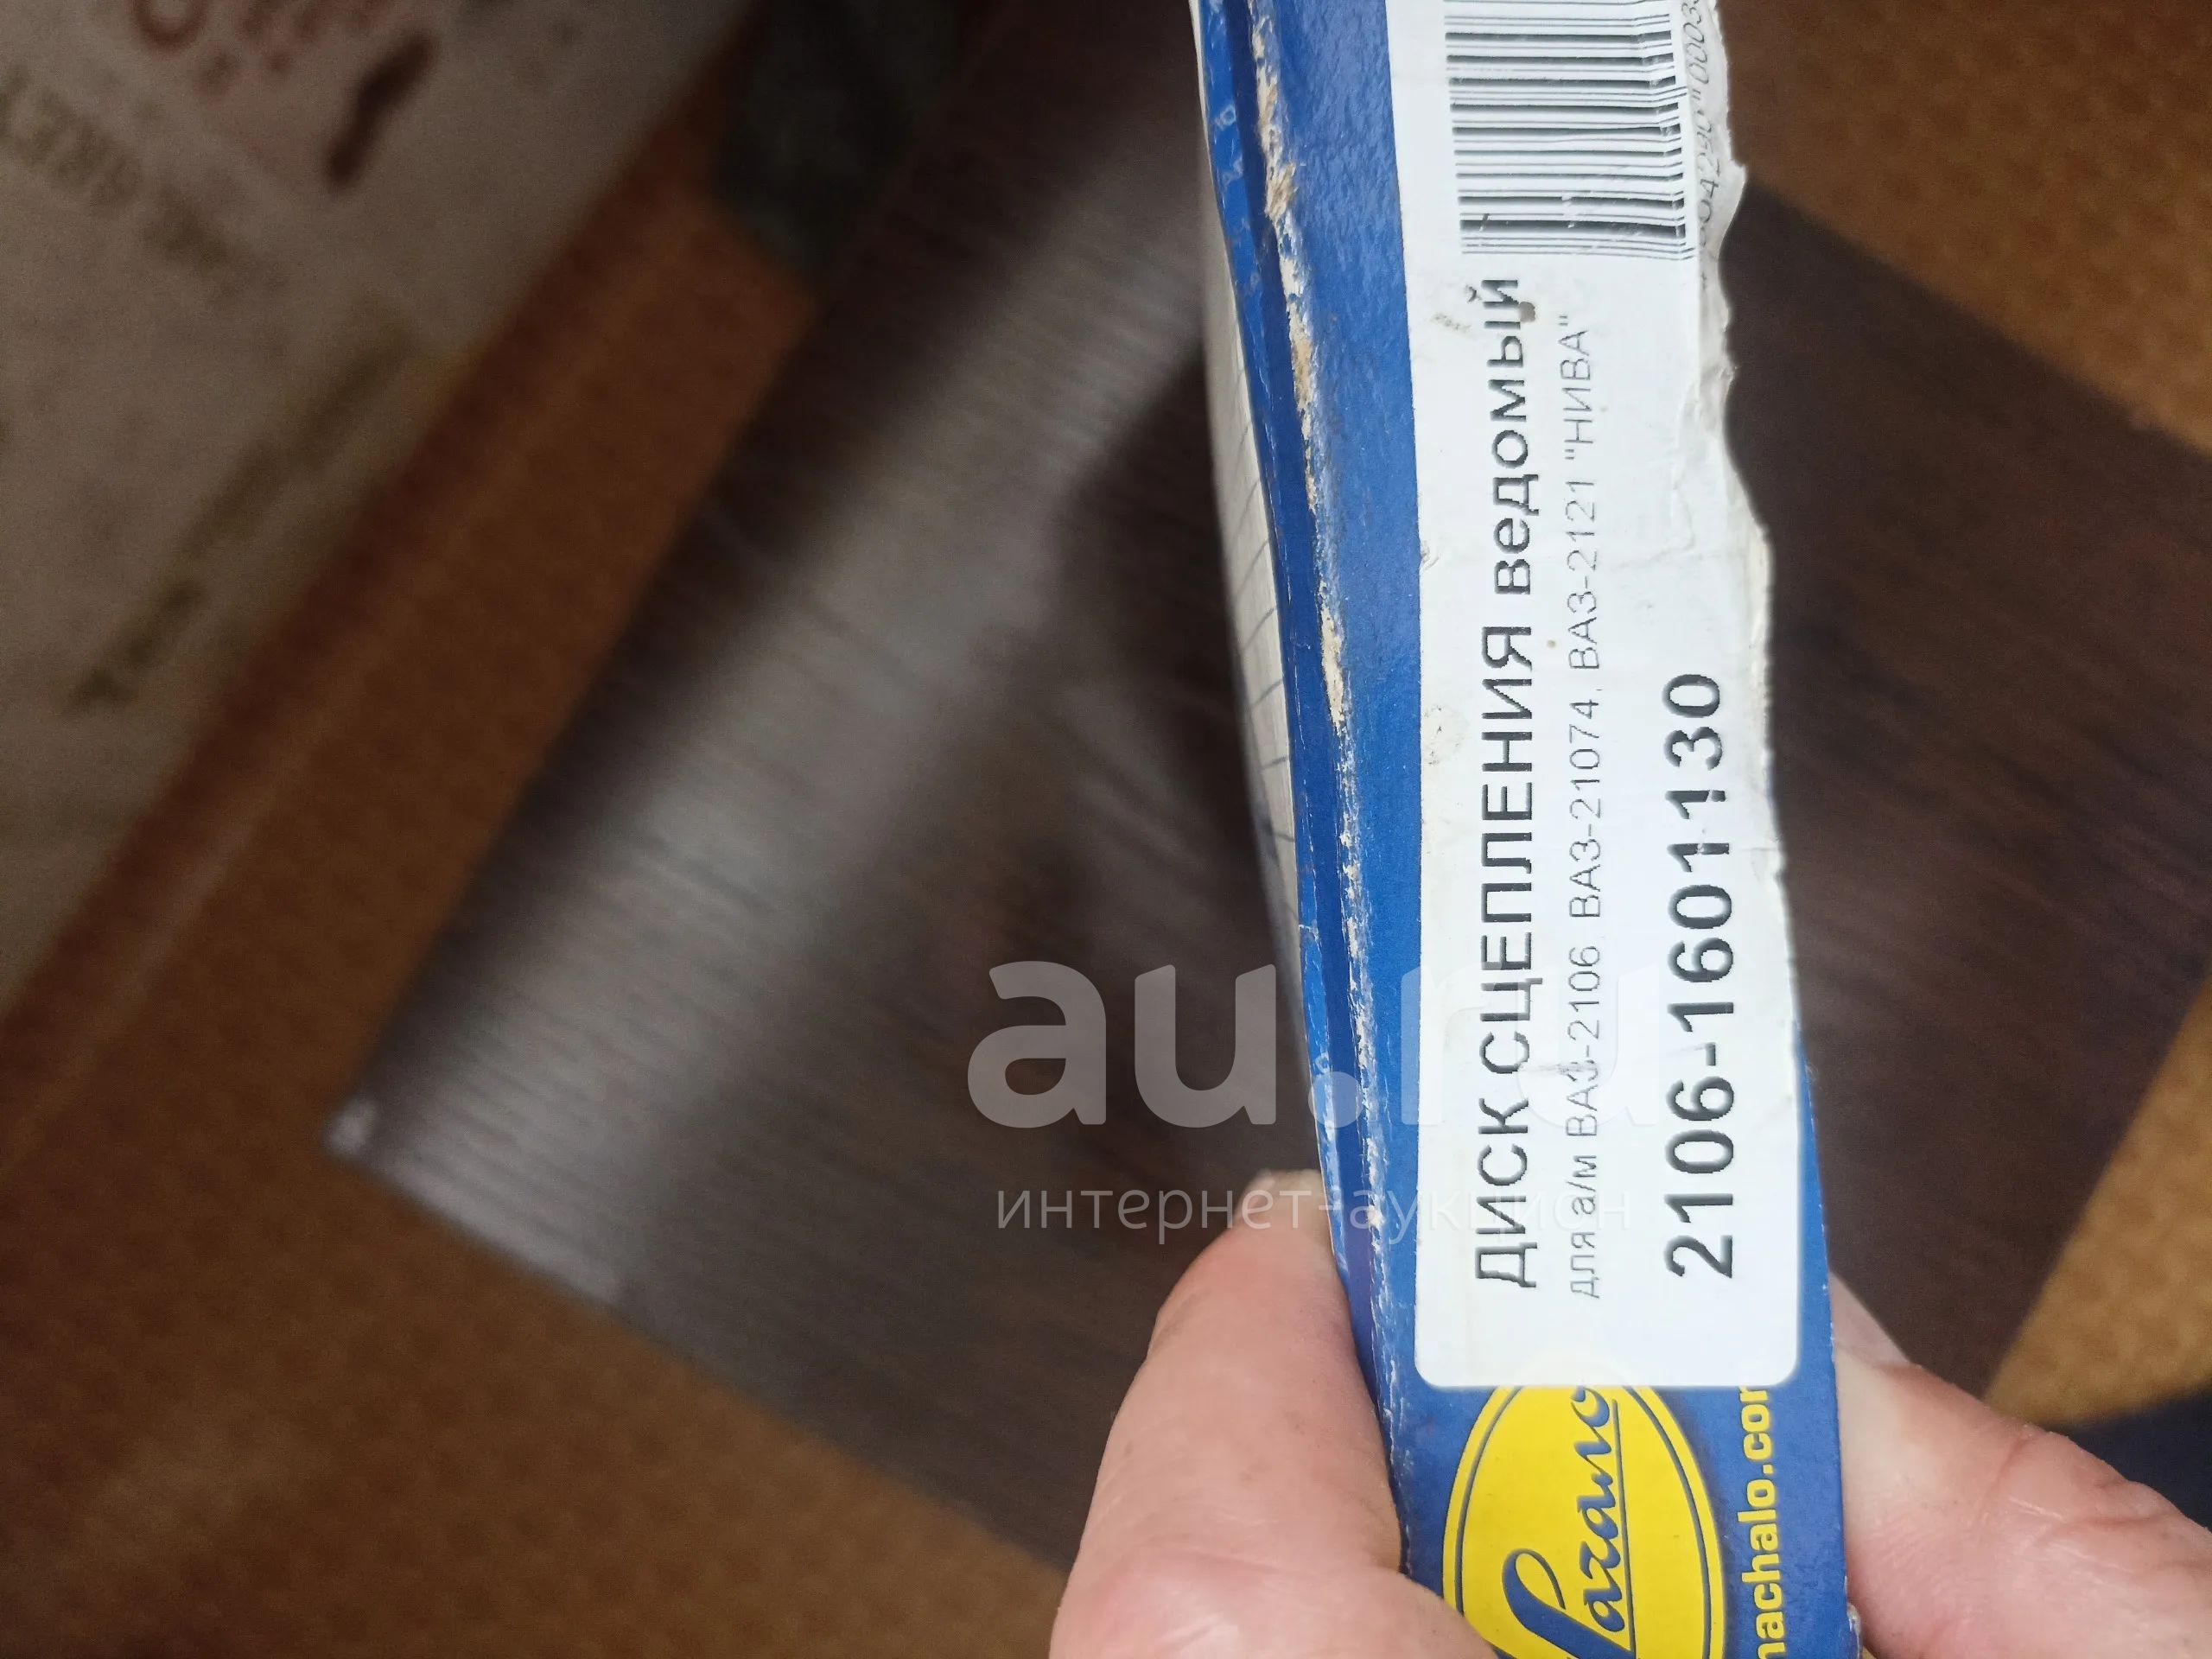 ДИСК СЦЕПЛЕНИЯ ведомый
для а/м ВАЗ-2106, ВАЗ-21074, ВАЗ-2121 "НИВА"
2106-1601130
au.ru
интернет-аукцион
nachalo.com